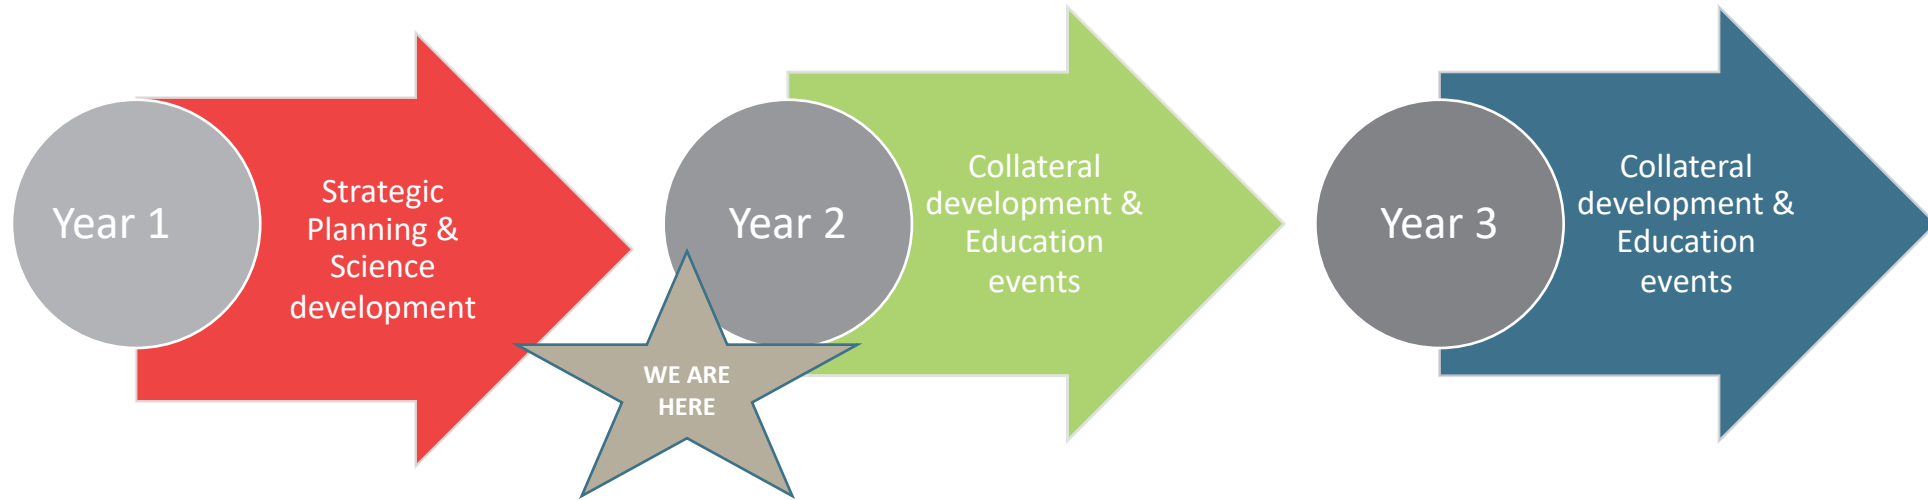 Year 1
Strategic
Planning &
Science
development
Year 2
Collateral
development &
Education
events
WE ARE
HERE
Year 3
Collateral
development &
Education
events